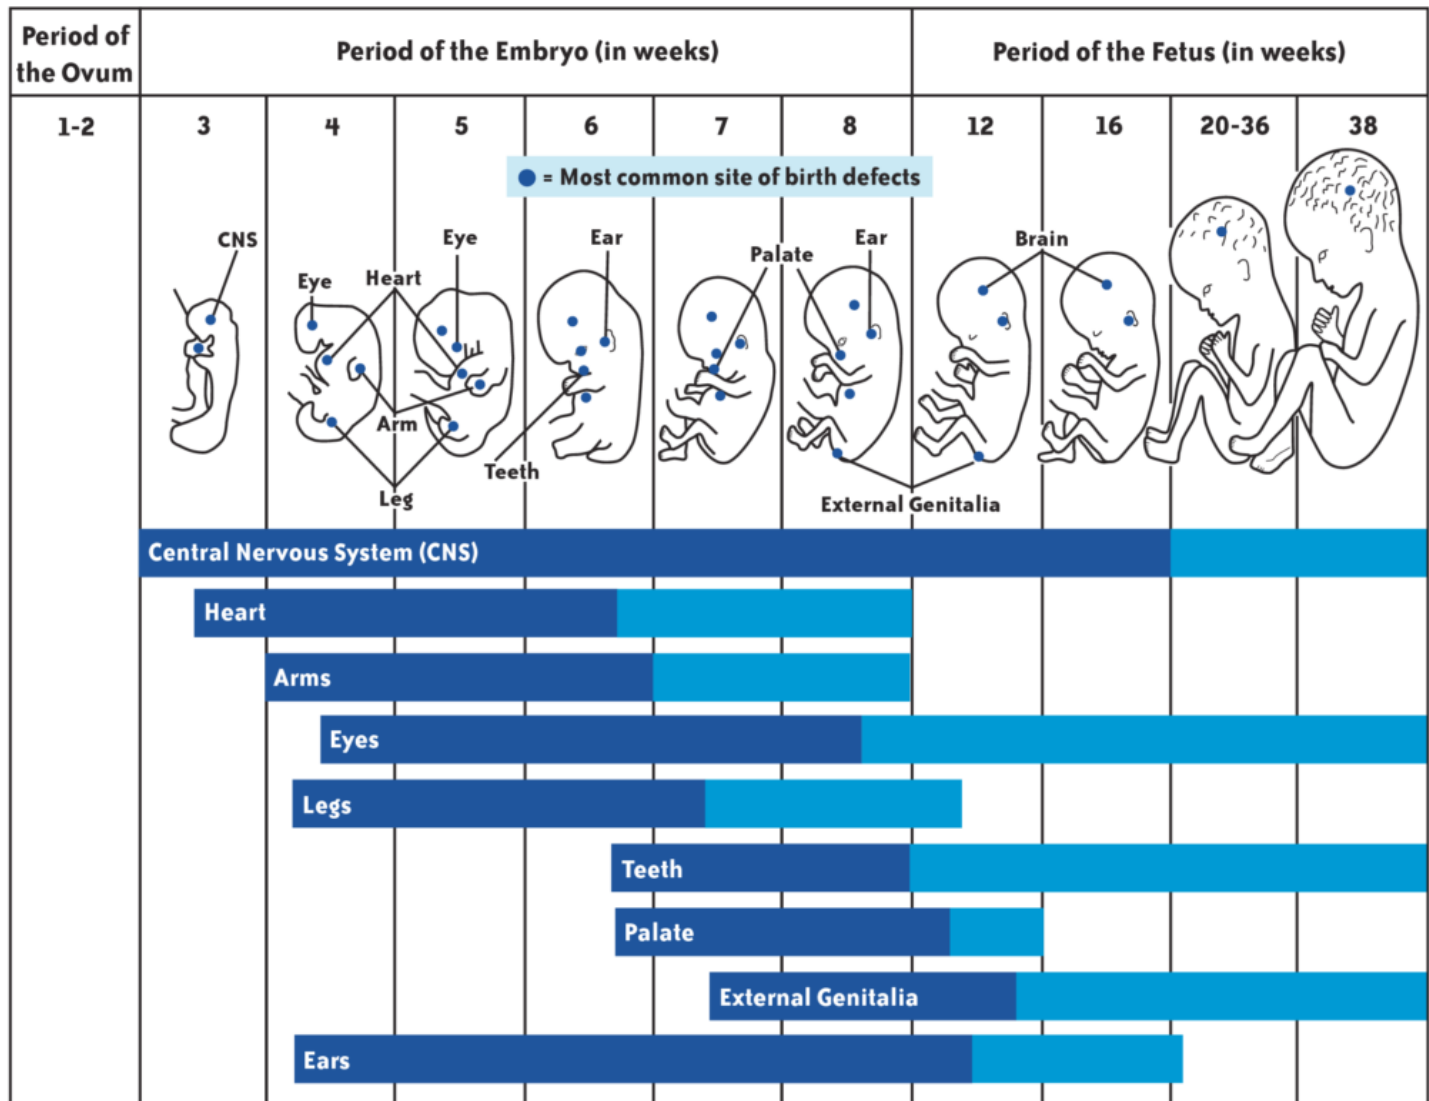 Period of
the Ovum
Period of the Embryo (in weeks)
Period of the Fetus (in weeks)
1-2
3
4
5
6
7
8
12
16
20-36
38
= Most common site of birth defects
CNS
Eye
Heart
Eye
Ear
Palate
Ear
Brain
Arm
Leg
Teeth
External Genitalia
Central Nervous System (CNS)
Heart
Arms
Eyes
Legs
Teeth
Palate
External Genitalia
Ears